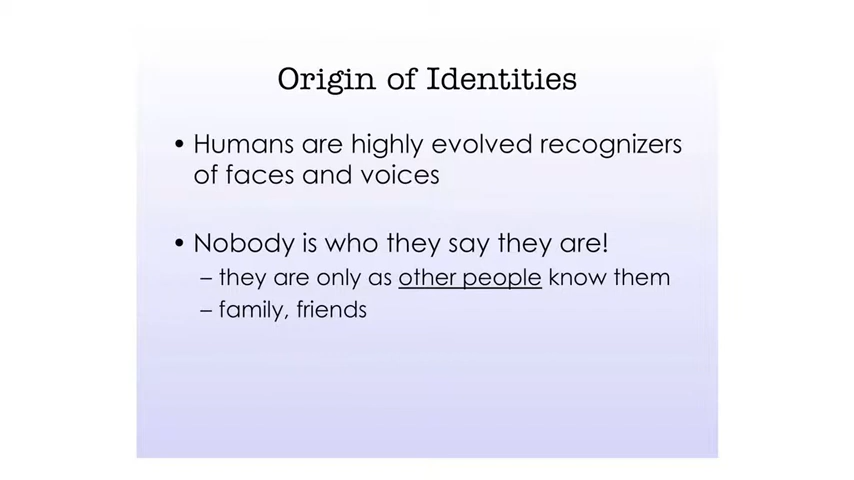 Origin of Identities
• Humans are highly evolved recognizers
of faces and voices
• Nobody is who they say they are!
– they are only as other people know them
– family, friends